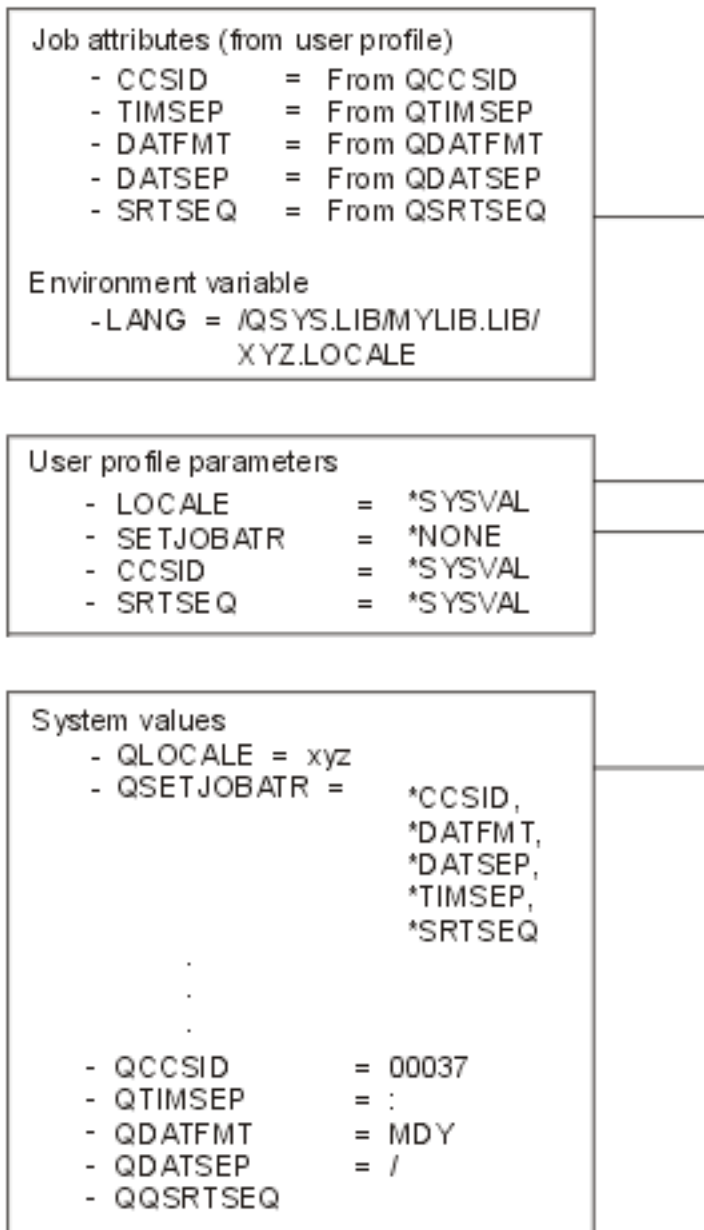 Job attributes (from user profile)
- CCSID = From QCCSID
- TIMSEP = From QTIMSEP
- DATFMT = From QDATFMT
- DATSEP = From QDATSEP
- SRTSEQ = From QSRTSEQ
Environment variable
-LANG = /QSYS.LIB/MYLIB.LIB/
XYZ.LOCALE
User profile parameters
- LOCALE = *SYSVAL
- SETJOBATR = *NONE
- CCSID = *SYSVAL
- SRTSEQ = *SYSVAL
System values
- QLOCALE = xyz
- QSETJOBATR = *CCSID,
*DATFMT,
*DATSEP,
*TIMSEP,
*SRTSEQ
.
.
.
- QCCSID = 00037
- QTIMSEP = :
- QDATFMT = MDY
- QDATSEP = /
- QQSRTSEQ